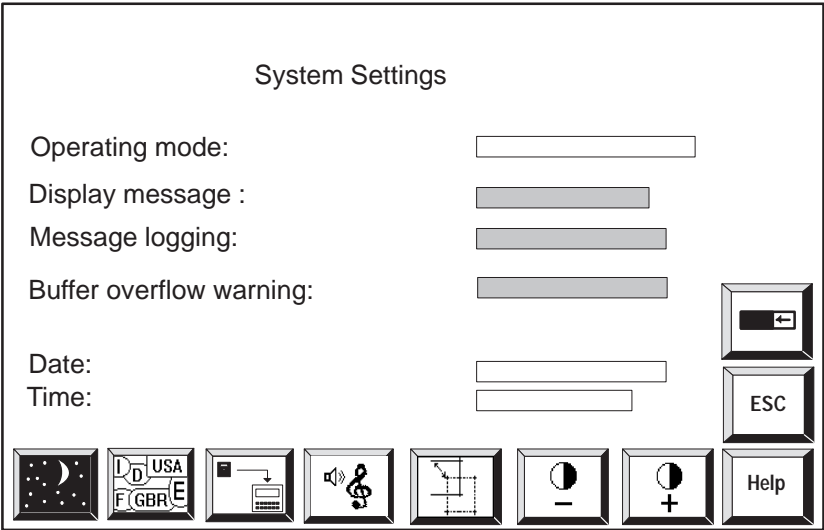 System Settings
Operating mode:
Display message :
Message logging:
Buffer overflow warning:
Date:
Time:
ESC
I D USA
F GBR E
Help